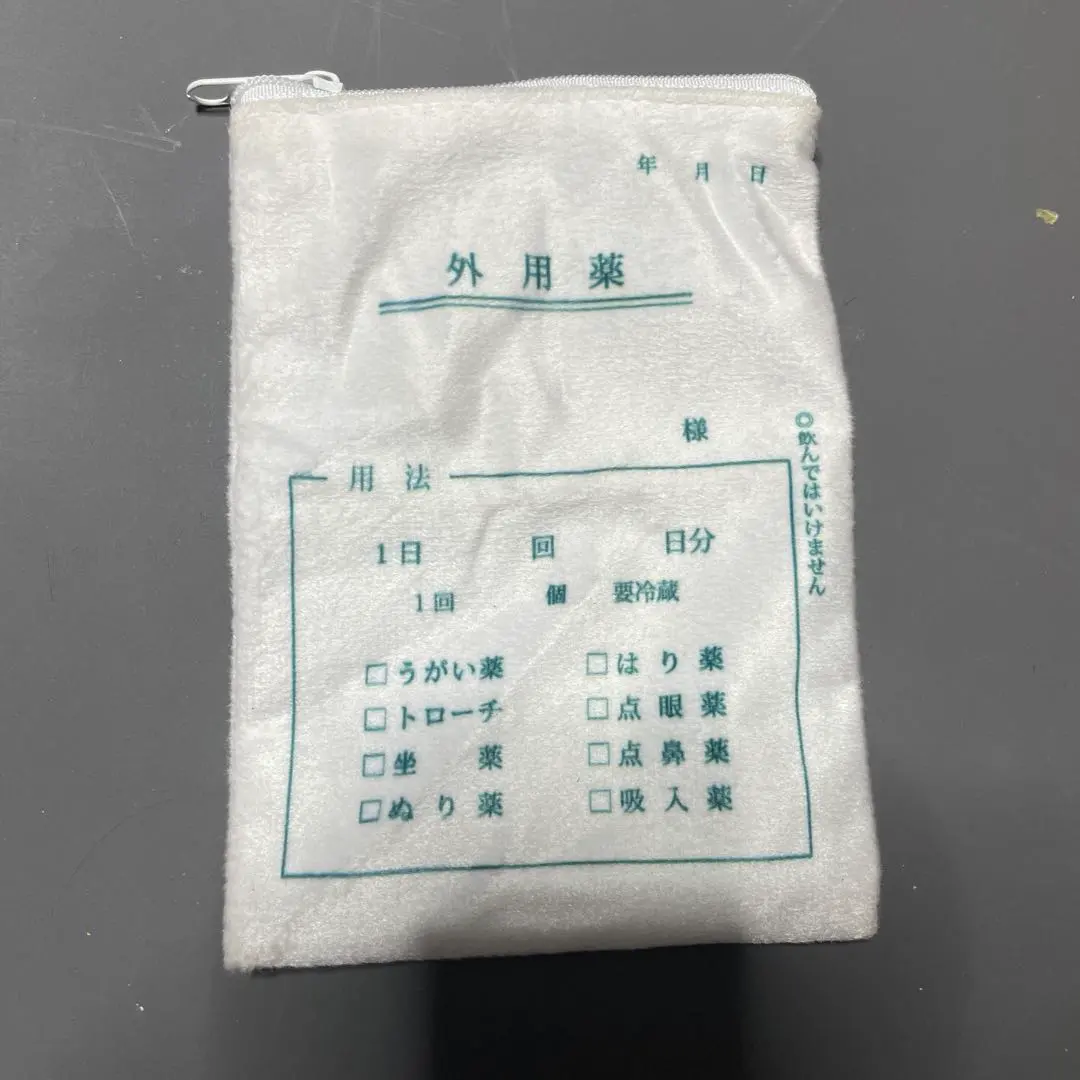 年 月 日
外用薬
様
◎飲んではいけません
用法
1日 回 日分
1回 個 要冷蔵
□うがい薬 □はり薬
□トローチ □点眼薬
□坐薬 □点鼻薬
□ぬり薬 □吸入薬